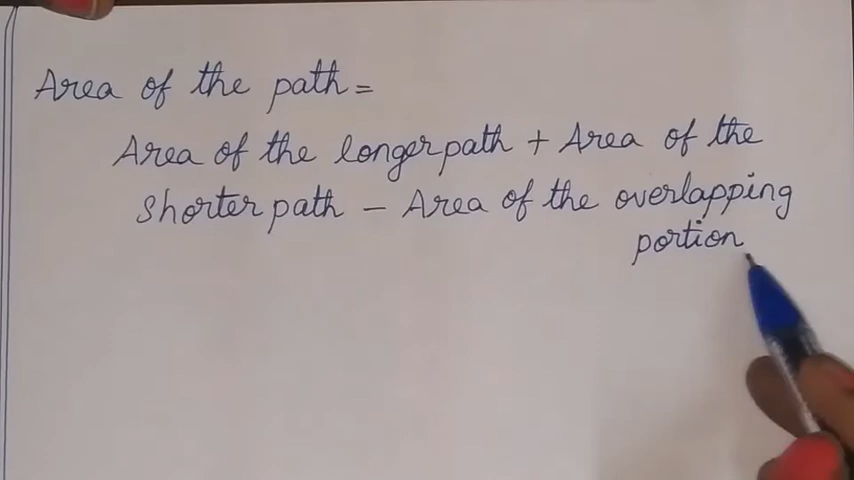 Area of the path =
Area of the longer path + Area of the
shorter path - Area of the overlapping
portion